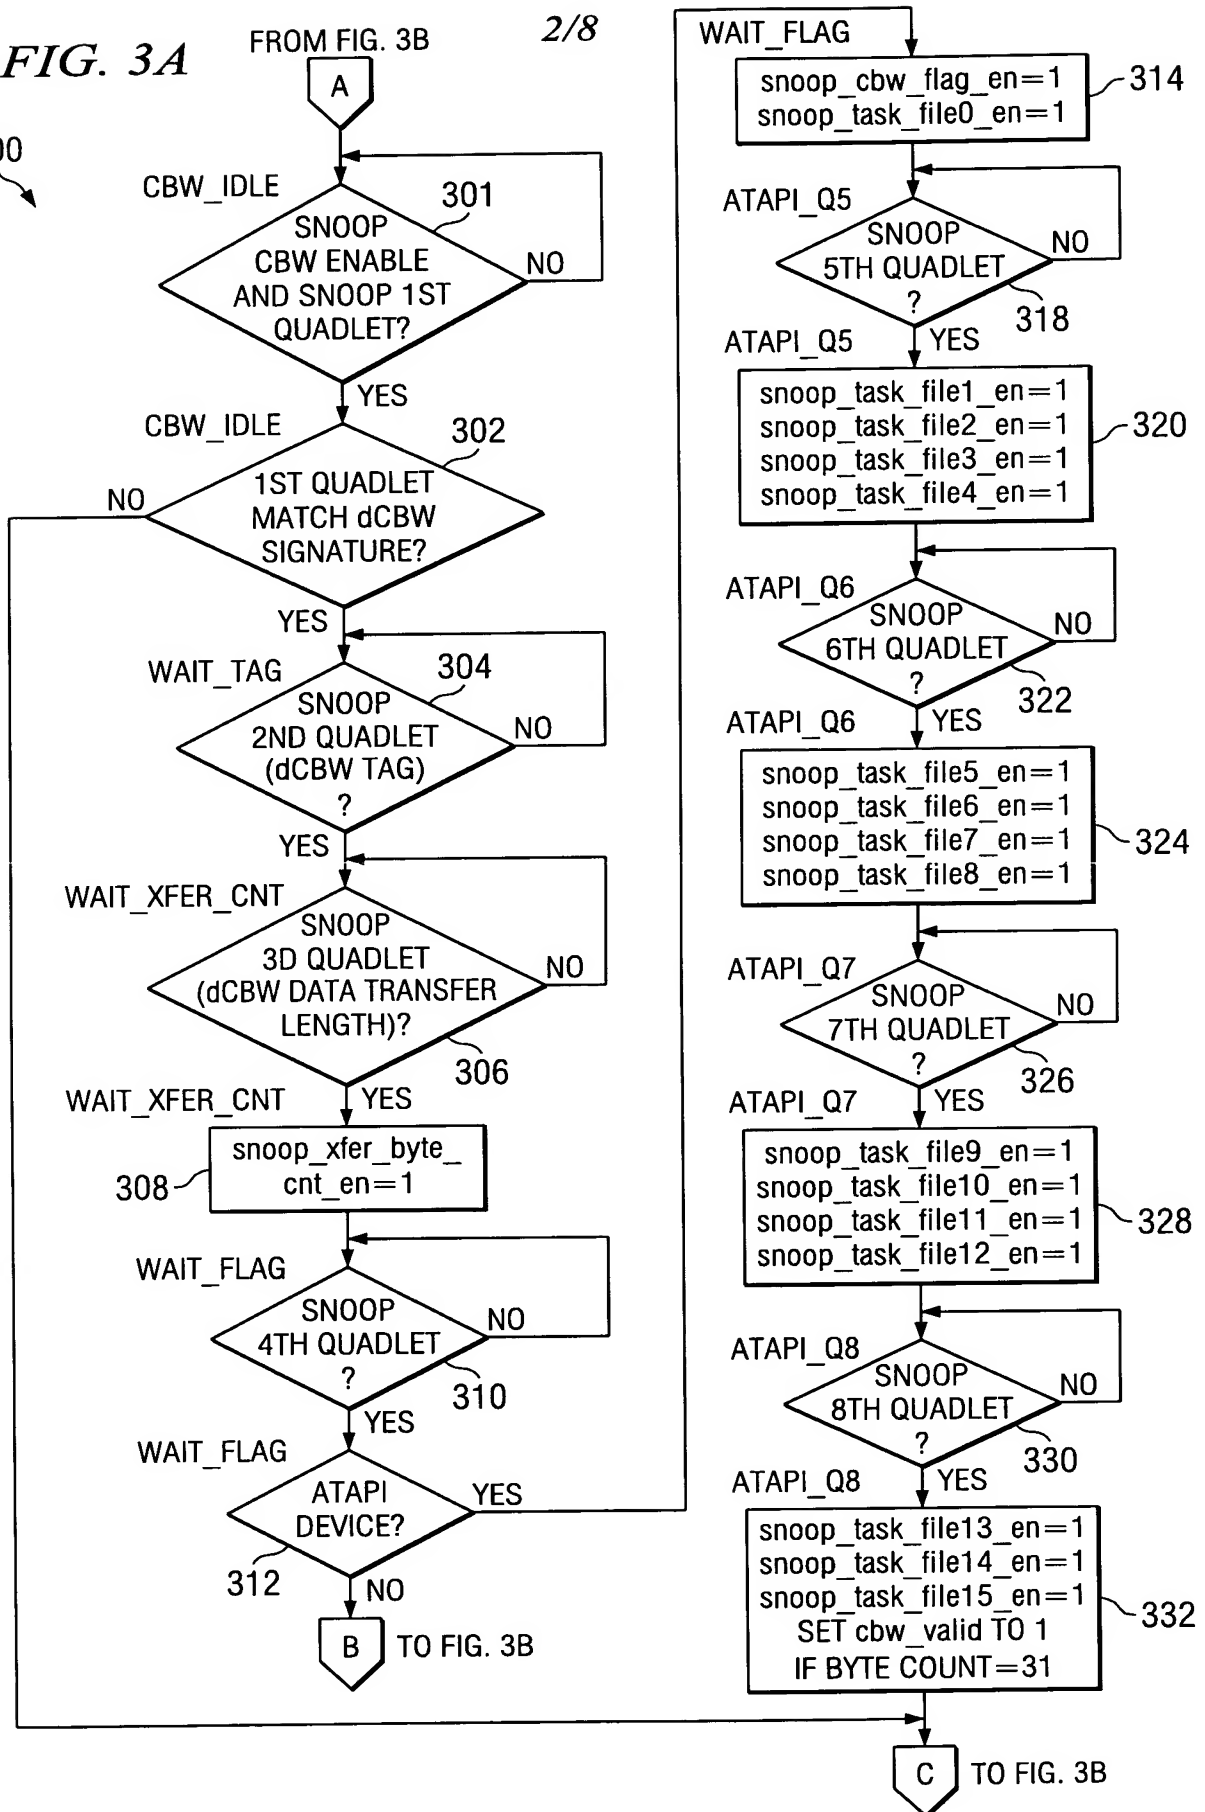 FIG. 3A
2/8
00
FROM FIG. 3B
A
CBW_IDLE
301
SNOOP
CBW ENABLE
AND SNOOP 1ST
QUADLET?
NO
YES
CBW_IDLE
302
1ST QUADLET
MATCH dCBW
SIGNATURE?
NO
YES
WAIT_TAG
304
SNOOP
2ND QUADLET
(dCBW TAG)
?
NO
YES
WAIT_XFER_CNT
SNOOP
3D QUADLET
(dCBW DATA TRANSFER
LENGTH)?
NO
306
YES
WAIT_XFER_CNT
snoop_xfer_byte_
cnt_en=1
308
WAIT_FLAG
SNOOP
4TH QUADLET
?
NO
310
YES
WAIT_FLAG
ATAPI
DEVICE?
YES
312
NO
B
TO FIG. 3B
WAIT_FLAG
snoop_cbw_flag_en=1
snoop_task_file0_en=1
314
ATAPI_Q5
SNOOP
5TH QUADLET
?
NO
318
YES
ATAPI_Q5
snoop_task_file1_en=1
snoop_task_file2_en=1
snoop_task_file3_en=1
snoop_task_file4_en=1
320
ATAPI_Q6
SNOOP
6TH QUADLET
?
NO
322
YES
ATAPI_Q6
snoop_task_file5_en=1
snoop_task_file6_en=1
snoop_task_file7_en=1
snoop_task_file8_en=1
324
ATAPI_Q7
SNOOP
7TH QUADLET
?
NO
326
YES
ATAPI_Q7
snoop_task_file9_en=1
snoop_task_file10_en=1
snoop_task_file11_en=1
snoop_task_file12_en=1
328
ATAPI_Q8
SNOOP
8TH QUADLET
?
NO
330
YES
ATAPI_Q8
snoop_task_file13_en=1
snoop_task_file14_en=1
snoop_task_file15_en=1
SET cbw_valid TO 1
IF BYTE COUNT=31
332
C
TO FIG. 3B